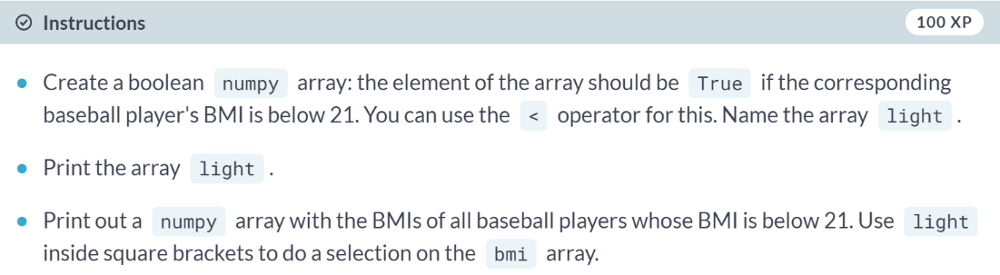 Instructions
100 XP
Create a boolean numpy array: the element of the array should be True if the corresponding
baseball player's BMI is below 21. You can use the < operator for this. Name the array light .
Print the array light .
Print out a numpy array with the BMIs of all baseball players whose BMI is below 21. Use light
inside square brackets to do a selection on the bmi array.